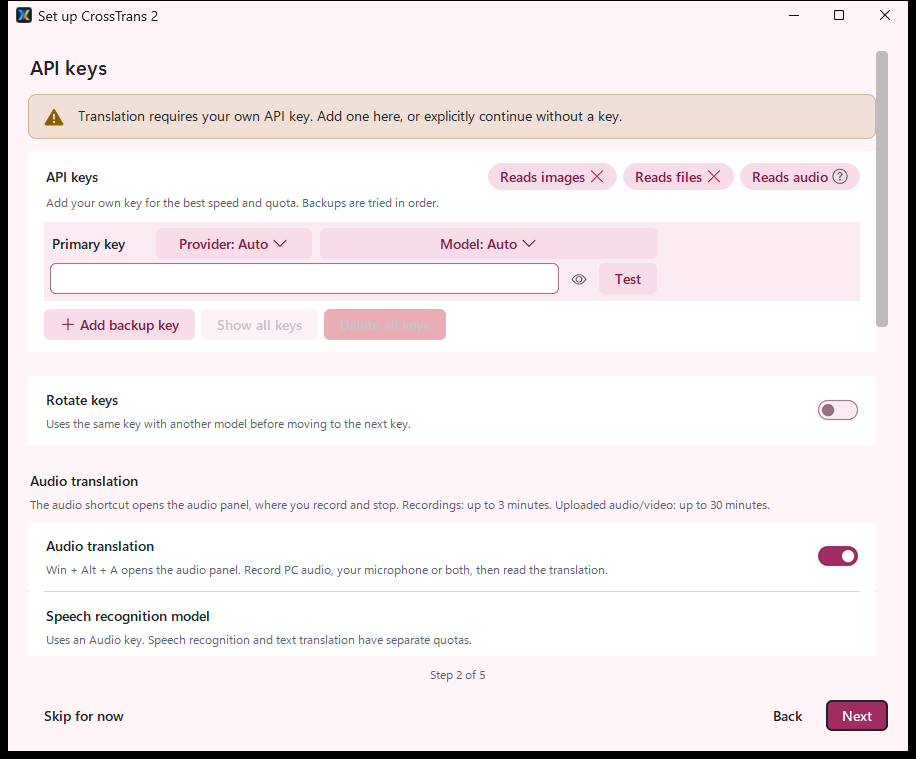 Set up CrossTrans 2
API keys
Translation requires your own API key. Add one here, or explicitly continue without a key.
API keys
Reads images
Reads files
Reads audio
Add your own key for the best speed and quota. Backups are tried in order.
Primary key
Provider: Auto
Model: Auto
Test
Add backup key
Show all keys
Delete all keys
Rotate keys
Uses the same key with another model before moving to the next key.
Audio translation
The audio shortcut opens the audio panel, where you record and stop. Recordings: up to 3 minutes. Uploaded audio/video: up to 30 minutes.
Audio translation
Win + Alt + A opens the audio panel. Record PC audio, your microphone or both, then read the translation.
Speech recognition model
Uses an Audio key. Speech recognition and text translation have separate quotas.
Step 2 of 5
Skip for now
Back
Next